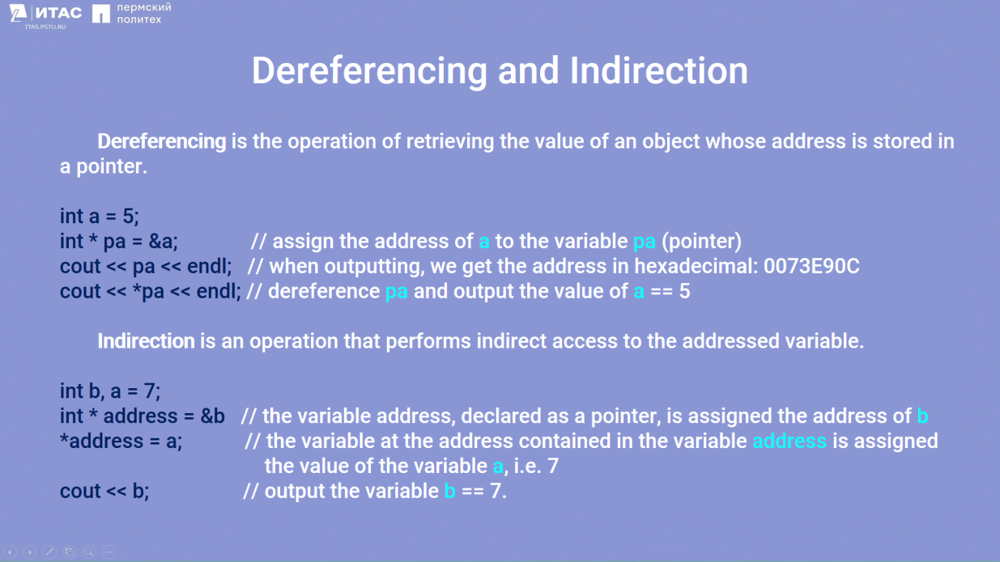 ИТАС
ITAS.PSTU.RU
пермский
политех
Dereferencing and Indirection
Dereferencing is the operation of retrieving the value of an object whose address is stored in
a pointer.
int a = 5;
int * pa = &a; // assign the address of a to the variable pa (pointer)
cout << pa << endl; // when outputting, we get the address in hexadecimal: 0073E90C
cout << *pa << endl; // dereference pa and output the value of a == 5
Indirection is an operation that performs indirect access to the addressed variable.
int b, a = 7;
int * address = &b // the variable address, declared as a pointer, is assigned the address of b
*address = a; // the variable at the address contained in the variable address is assigned
the value of the variable a, i.e. 7
cout << b; // output the variable b == 7.